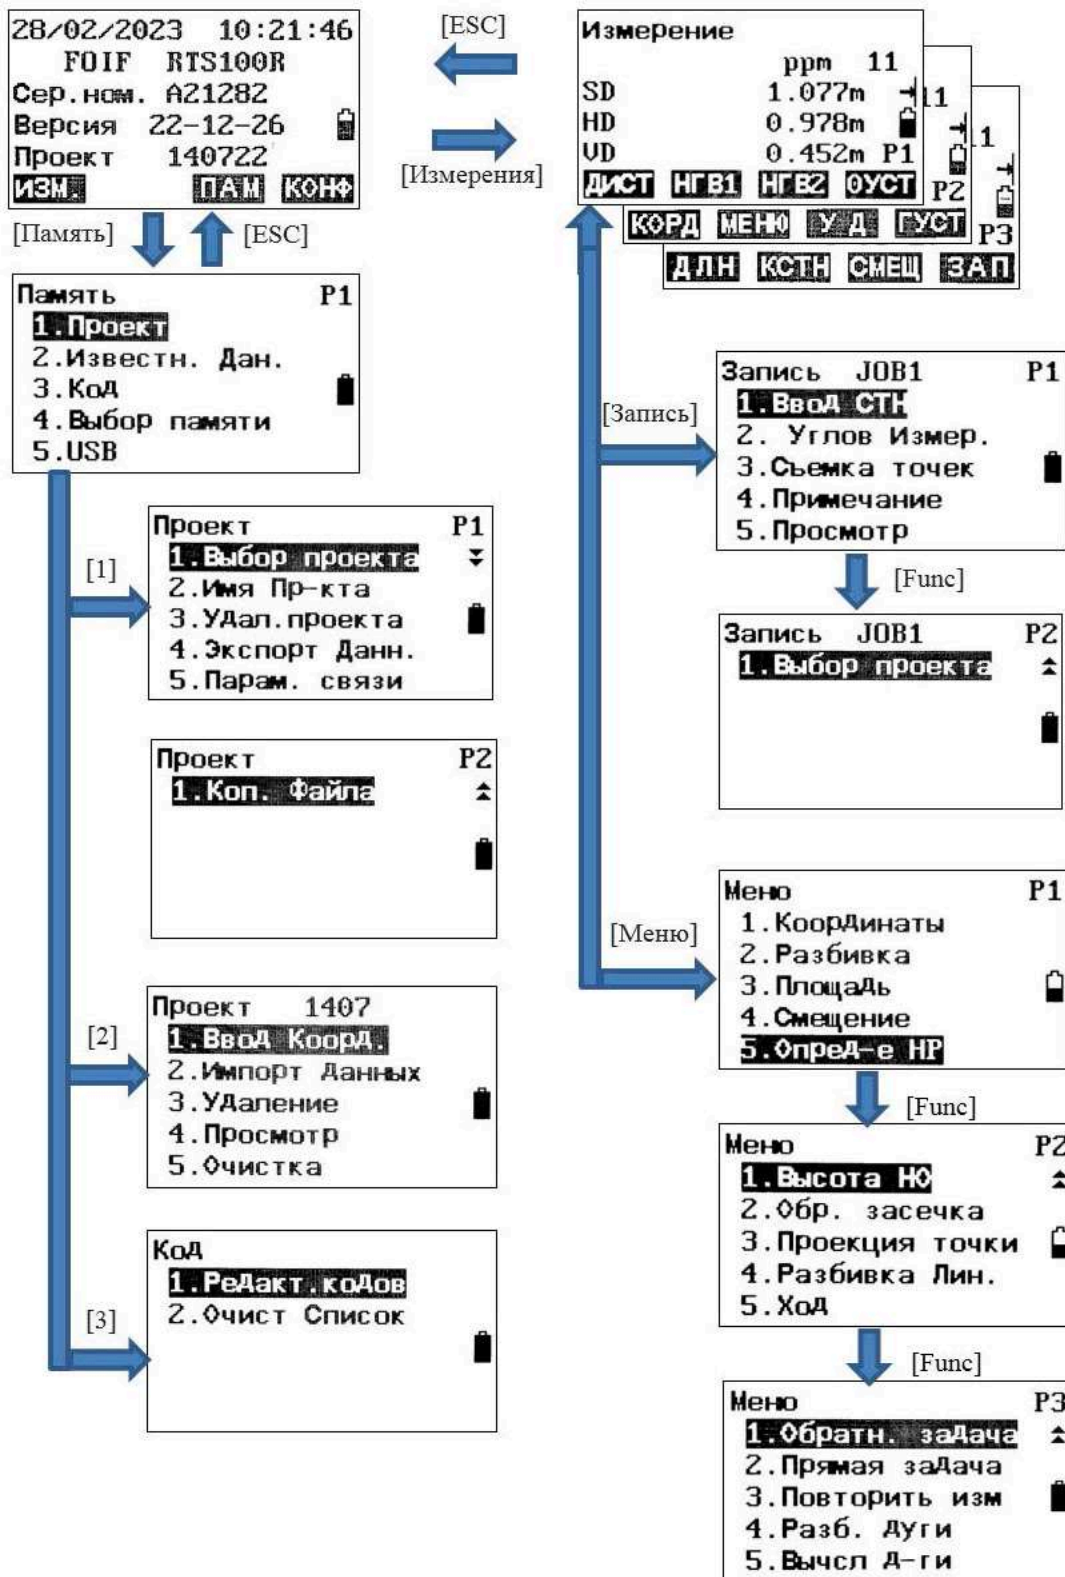 28/02/2023 10:21:46
FOIF RTS100R
Сер.ном. A21282
Версия 22-12-26
Проект 140722
ИЗМ. ПАМ КОНФ
[ESC]
[Измерения]
Измерение
ppm 11
SD 1.077m
HD 0.978m
VD 0.452m P1
ДИСТ НГВ1 НГВ2 0УСТ
11
P2
КОРД МЕНЮ У Д ГУСТ
1
P3
ДЛН КСТН СМЕЩ ЗАП
[Память]
[ESC]
Память P1
1.Проект
2.Известн. Дан.
3.Код
4.Выбор памяти
5.USB
[1]
Проект P1
1.Выбор проекта
2.Имя Пр-кта
3.Удал.проекта
4.Экспорт Данн.
5.Парам. связи
Проект P2
1.Коп. Файла
[2]
Проект 1407
1.Ввод Коорд.
2.Импорт Данных
3.Удаление
4.Просмотр
5.Очистка
[3]
Код
1.Редакт.кодов
2.Очист Список
[Запись]
Запись JOB1 P1
1.Ввод СТН
2. Углов Измер.
3.Съемка точек
4.Примечание
5.Просмотр
[Func]
Запись JOB1 P2
1.Выбор проекта
[Меню]
Меню P1
1.Координаты
2.Разбивка
3.Площадь
4.Смещение
5.Опред-е НР
[Func]
Меню P2
1.Высота НО
2.Обр. засечка
3.Проекция точки
4.Разбивка Лин.
5.Ход
[Func]
Меню P3
1.Обратн. задача
2.Прямая задача
3.Повторить изм
4.Разб. дуги
5.Вычсл д-ги